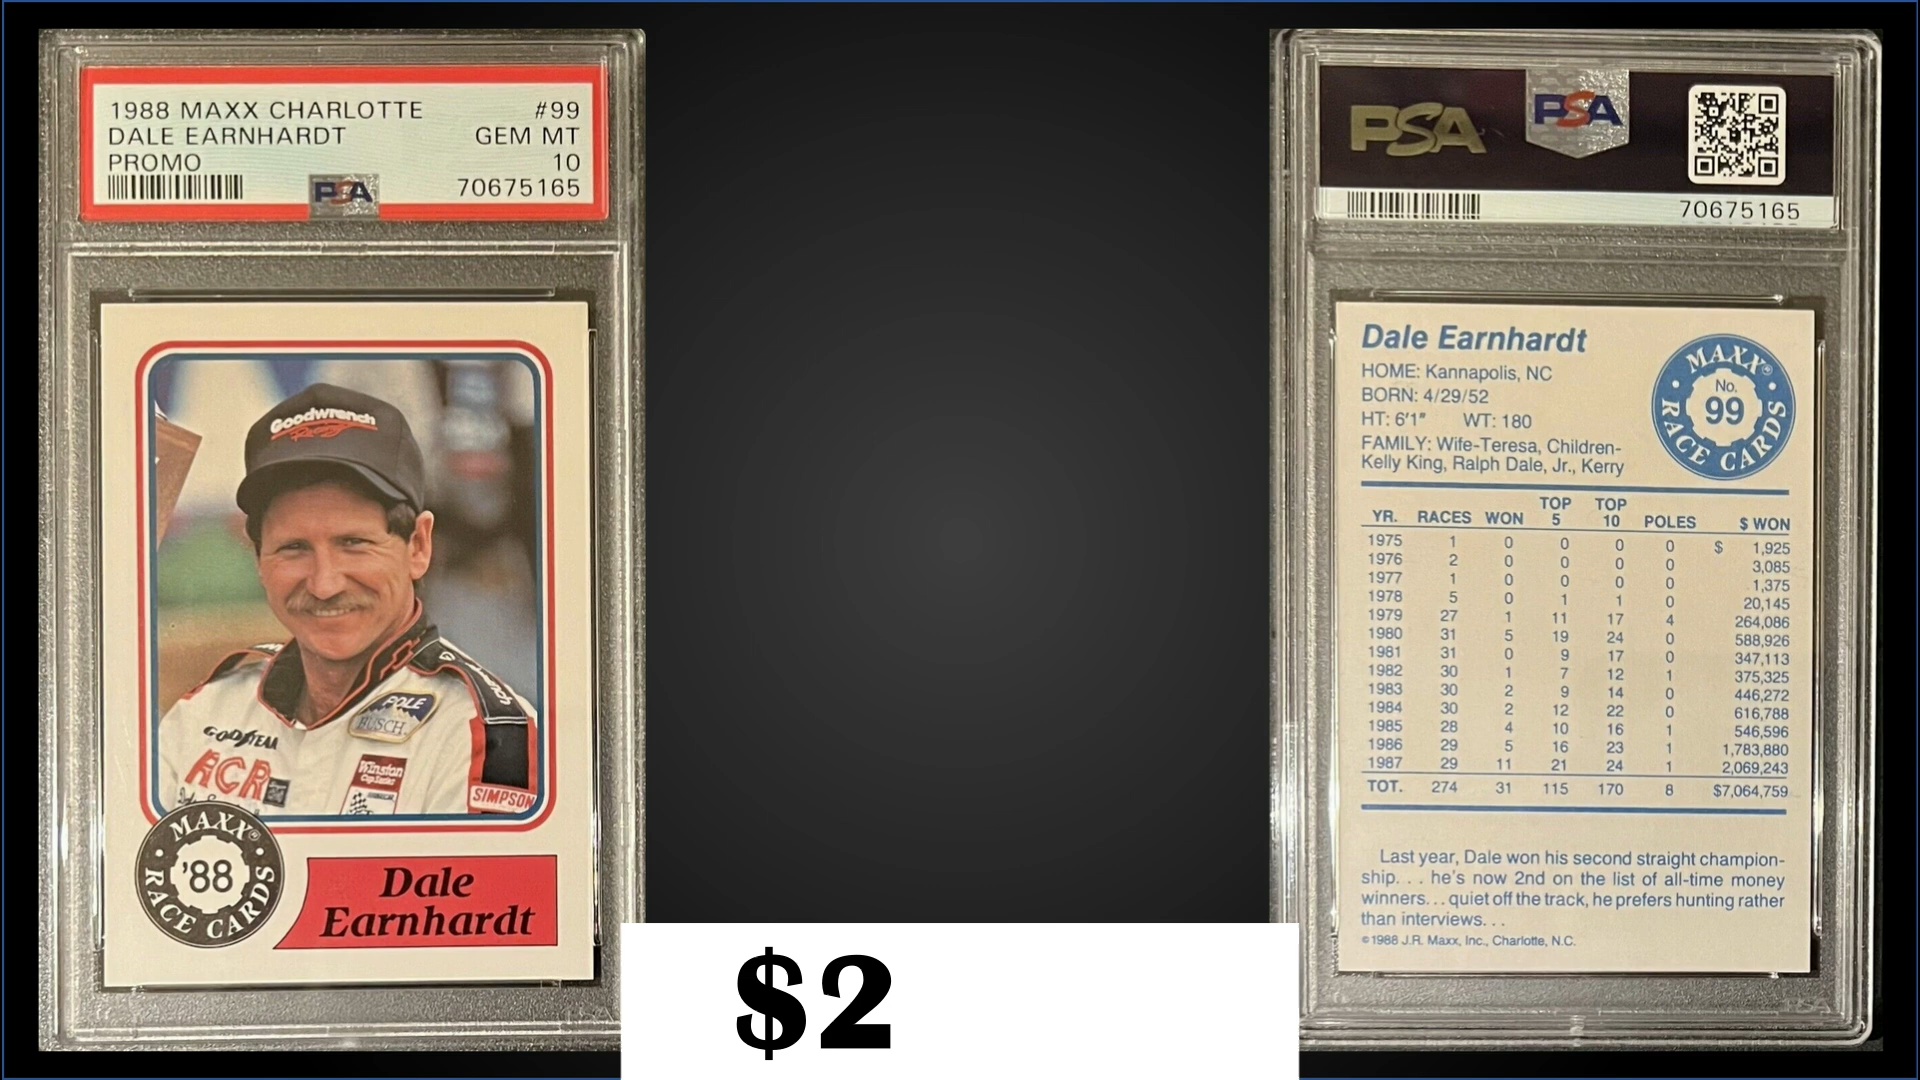 1988 MAXX CHARLOTTE #99
DALE EARNHARDT GEM MT
PROMO 10
PSA 70675165
Goodwrench
Racing
POLE
BUSCH
GOODYEAR
RCR
Winston
Cup Series
SIMPSON
MAXX®
'88
RACE CARDS
Dale
Earnhardt
PSA PSA
70675165
Dale Earnhardt
HOME: Kannapolis, NC
BORN: 4/29/52
HT: 6'1" WT: 180
FAMILY: Wife-Teresa, Children-
Kelly King, Ralph Dale, Jr., Kerry
MAXX®
No.
99
RACE CARDS
YR. RACES WON TOP 5 TOP 10 POLES $ WON
1975 1 0 0 0 0 $ 1,925
1976 2 0 0 0 0 3,085
1977 1 0 0 0 0 1,375
1978 5 0 1 1 0 20,145
1979 27 1 11 17 4 264,086
1980 31 5 19 24 0 588,926
1981 31 0 9 17 0 347,113
1982 30 1 7 12 1 375,325
1983 30 2 9 14 0 446,272
1984 30 2 12 22 0 616,788
1985 28 4 10 16 1 546,596
1986 29 5 16 23 1 1,783,880
1987 29 11 21 24 1 2,069,243
TOT. 274 31 115 170 8 $7,064,759
Last year, Dale won his second straight champion-
ship. . . he's now 2nd on the list of all-time money
winners. . . quiet off the track, he prefers hunting rather
than interviews. . .
©1988 J.R. Maxx, Inc., Charlotte, N.C.
$2